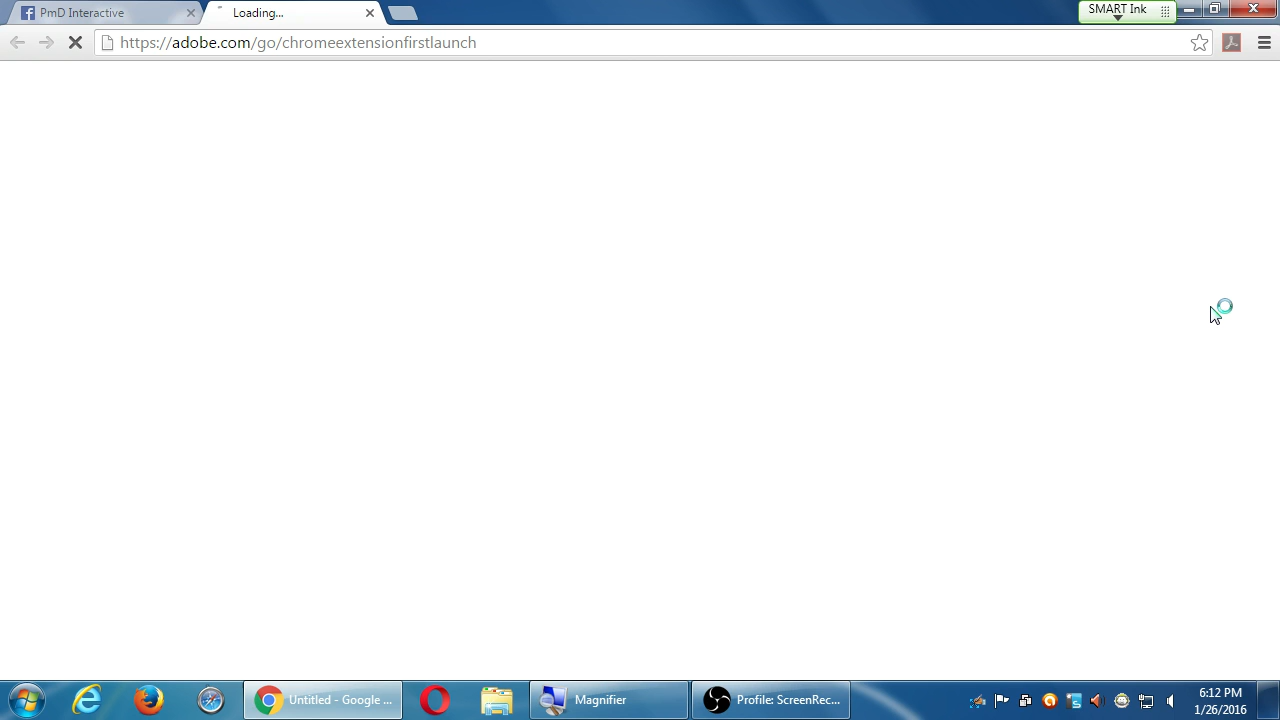 PmD Interactive
Loading...
SMART Ink
https://adobe.com/go/chromeextensionfirstlaunch
Untitled - Google ...
Magnifier
Profile: ScreenRec...
6:12 PM
1/26/2016